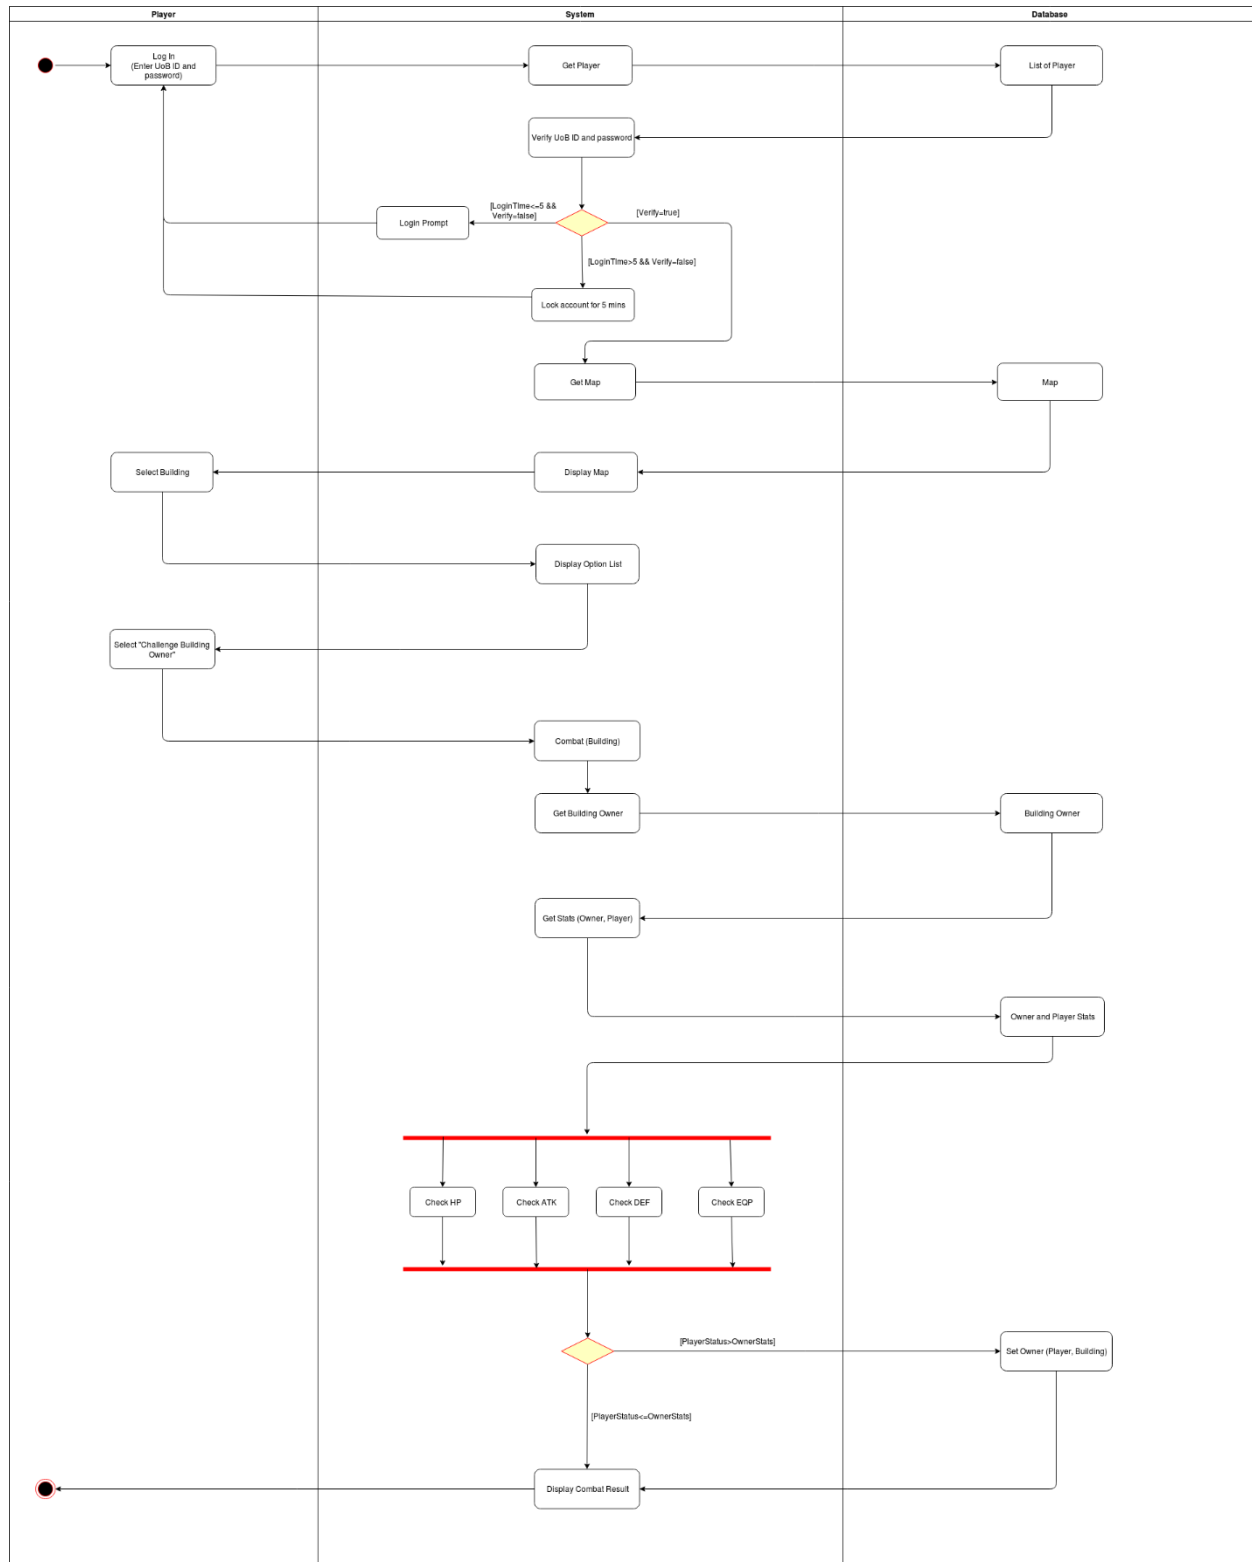 Player
System
Database
Log In
(Enter UoB ID and
password)
Get Player
List of Player
Verify UoB ID and password
[LoginTime<=5 &&
Verify=false]
[Verify=true]
Login Prompt
[LoginTime>5 && Verify=false]
Lock account for 5 mins
Get Map
Map
Select Building
Display Map
Display Option List
Select "Challenge Building
Owner"
Combat (Building)
Get Building Owner
Building Owner
Get Stats (Owner, Player)
Owner and Player Stats
Check HP
Check ATK
Check DEF
Check EQP
[PlayerStatus>OwnerStats]
Set Owner (Player, Building)
[PlayerStatus<=OwnerStats]
Display Combat Result